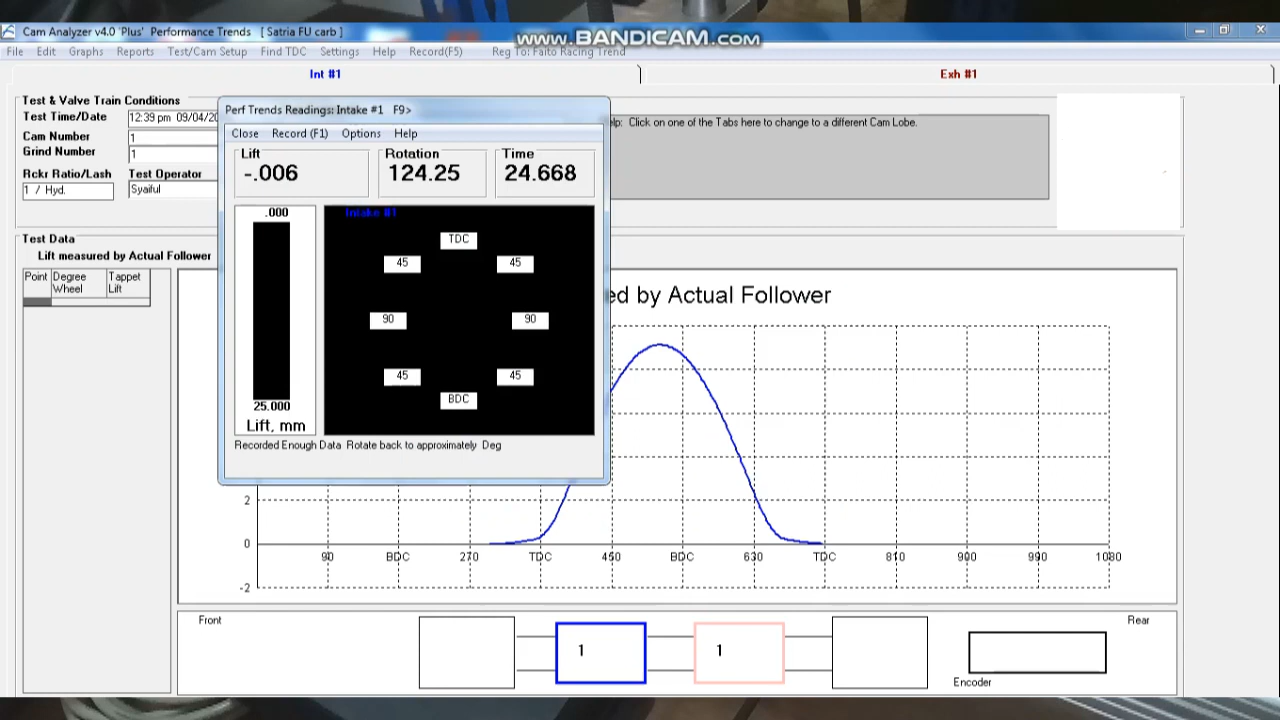 Cam Analyzer v4.0 'Plus' Performance Trends [ Satria FU carb ]
www.BANDICAM.com
File Edit Graphs Reports Test/Cam Setup Find TDC Settings Help Record(F5) Reg To: Faito Racing Trend
Int #1
Exh #1
Test & Valve Train Conditions
Test Time/Date 12:39 pm 09/04/20
Cam Number 1
Grind Number 1
Rckr Ratio/Lash Test Operator
1 / Hyd. Syaiful
Perf Trends Readings: Intake #1 F9>
Close Record (F1) Options Help
Lift Rotation Time
-.006 124.25 24.668
.000
Intake #1
TDC
45 45
90 90
45 45
BDC
25.000
Lift, mm
Recorded Enough Data Rotate back to approximately Deg
lp: Click on one of the Tabs here to change to a different Cam Lobe.
Test Data
Lift measured by Actual Follower
Point Degree Wheel Tappet Lift
ed by Actual Follower
2
0
-2
90 BDC 270 TDC 450 BDC 630 TDC 810 900 990 1080
Front
Rear
1 1
Encoder